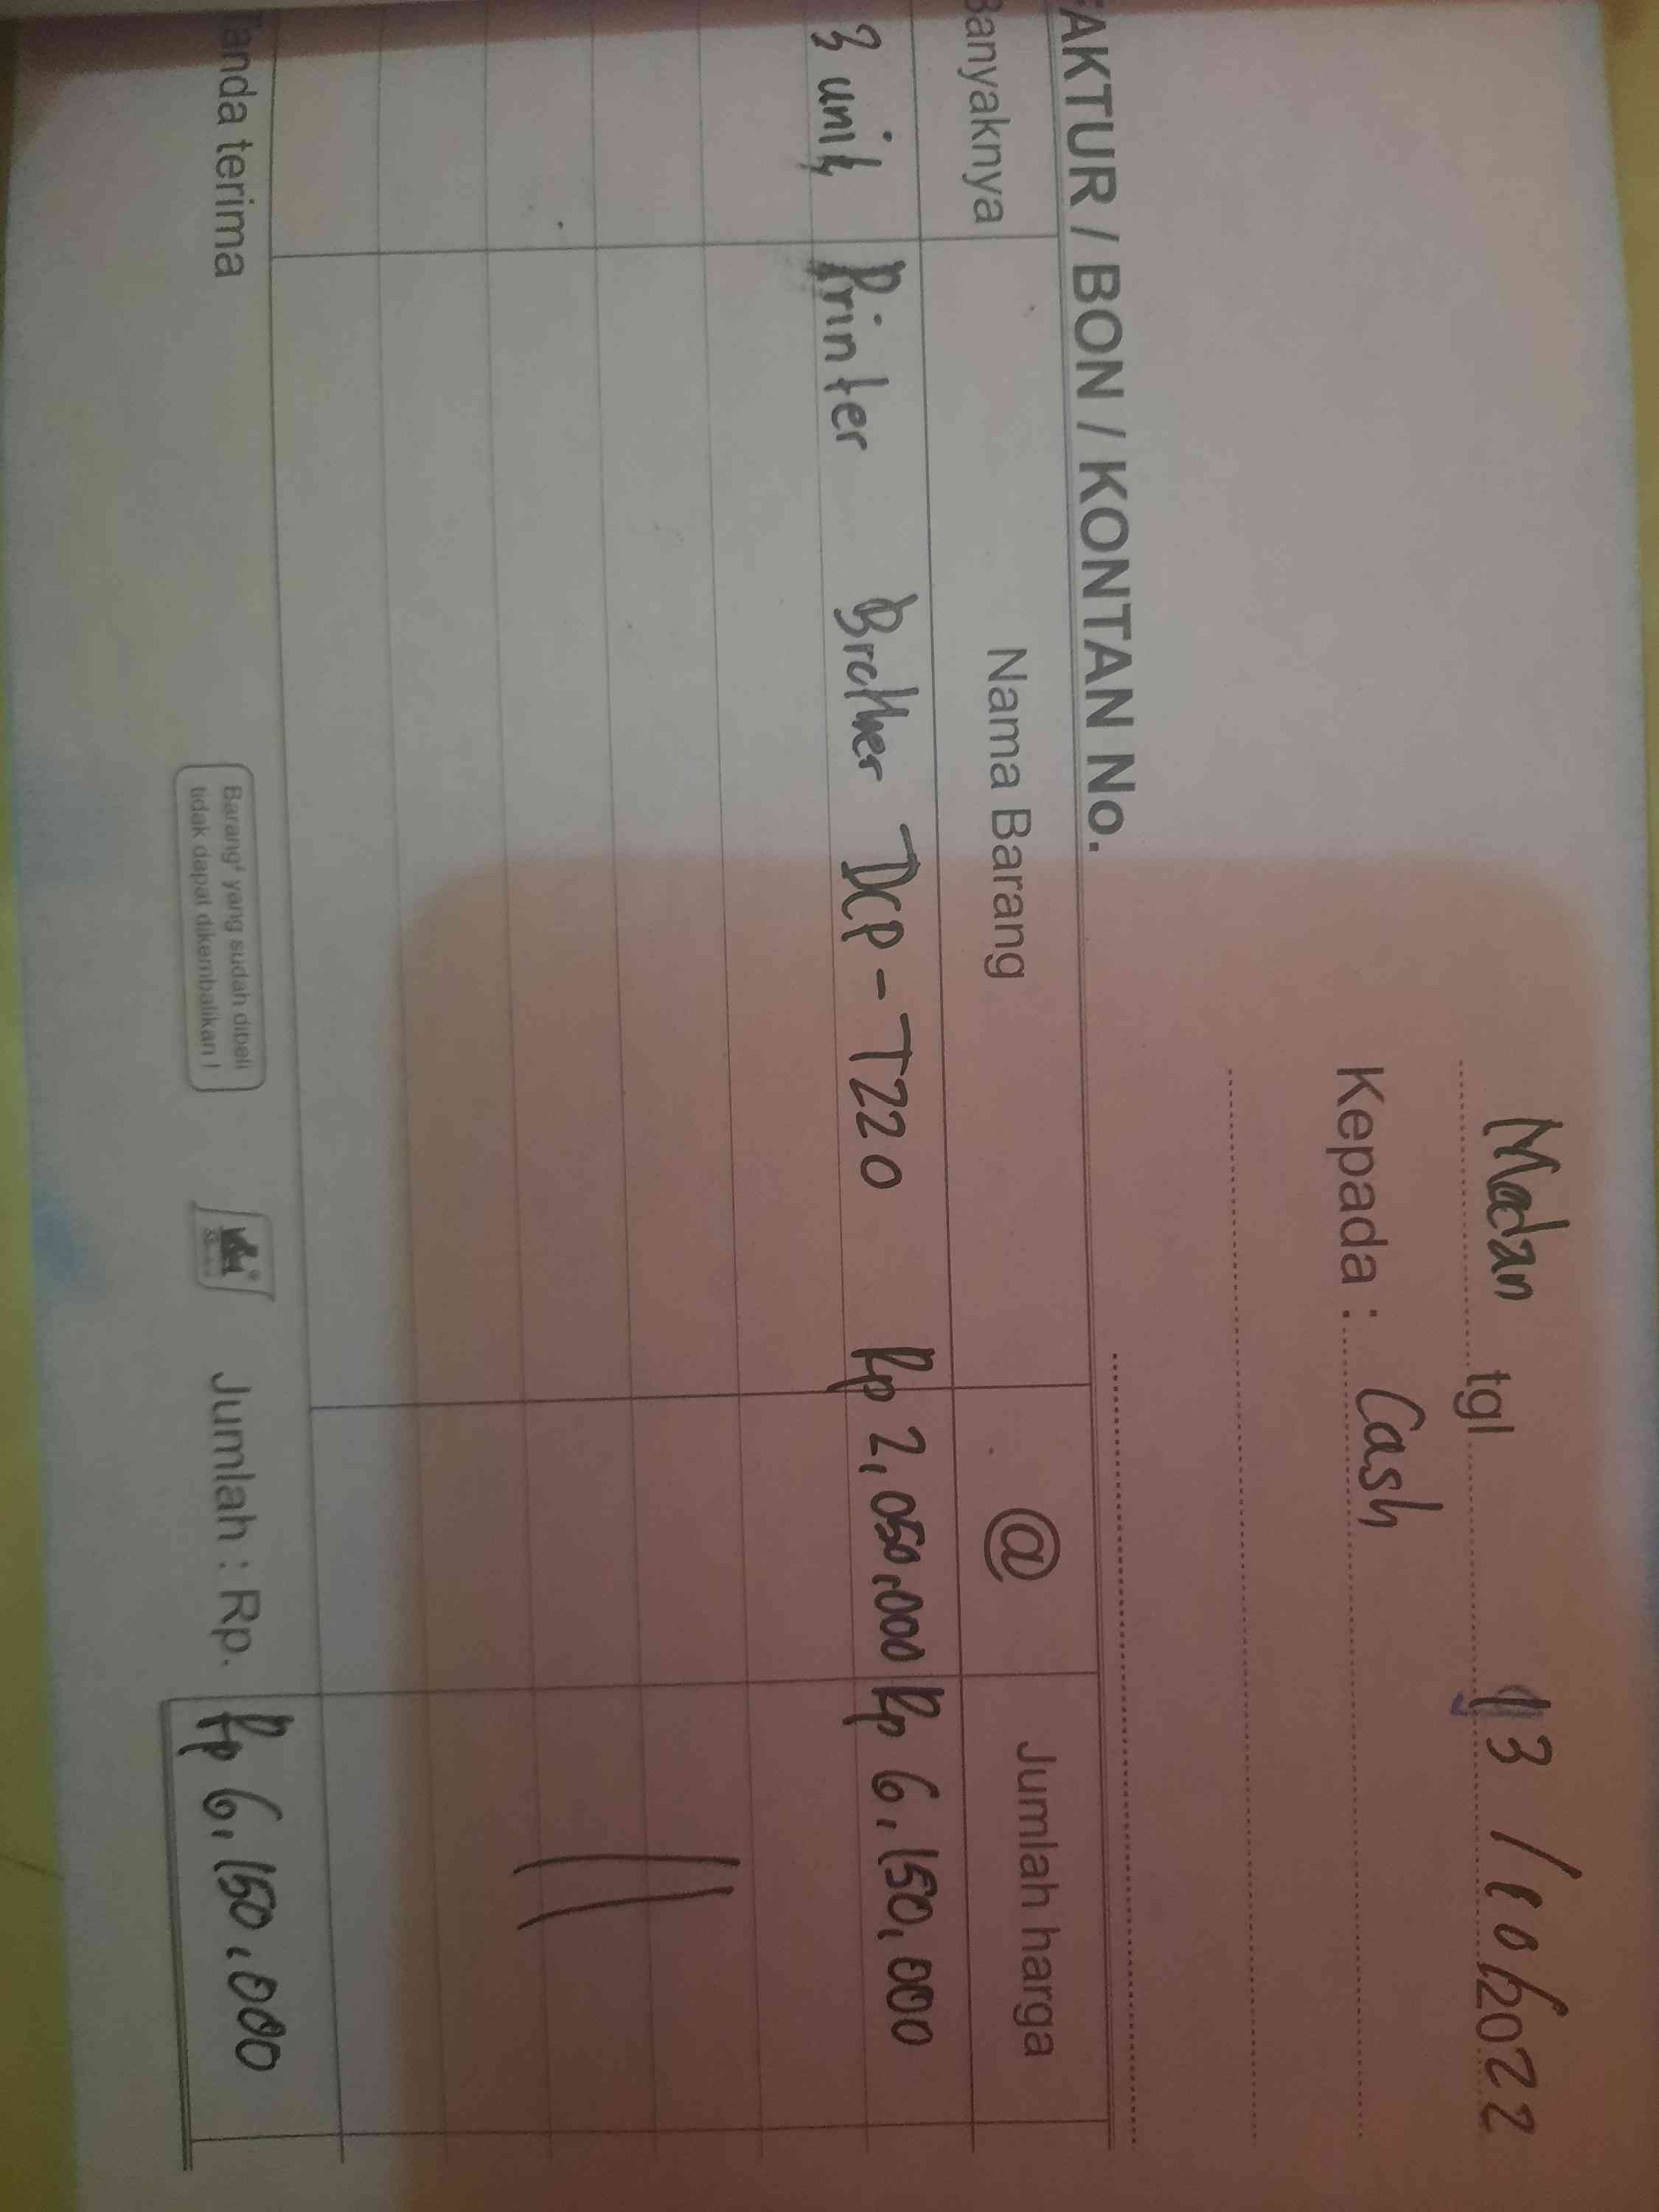 Medan tgl 13/10/2022
Kepada : Cash
FAKTUR / BON / KONTAN No.
Banyaknya Nama Barang @ Jumlah harga
3 unit Printer Brother DCP-T220 Rp 2,050.000 Rp 6,150,000
Tanda terima
Barang² yang sudah dibeli
tidak dapat dikembalikan !
Jumlah : Rp. Rp 6,150,000